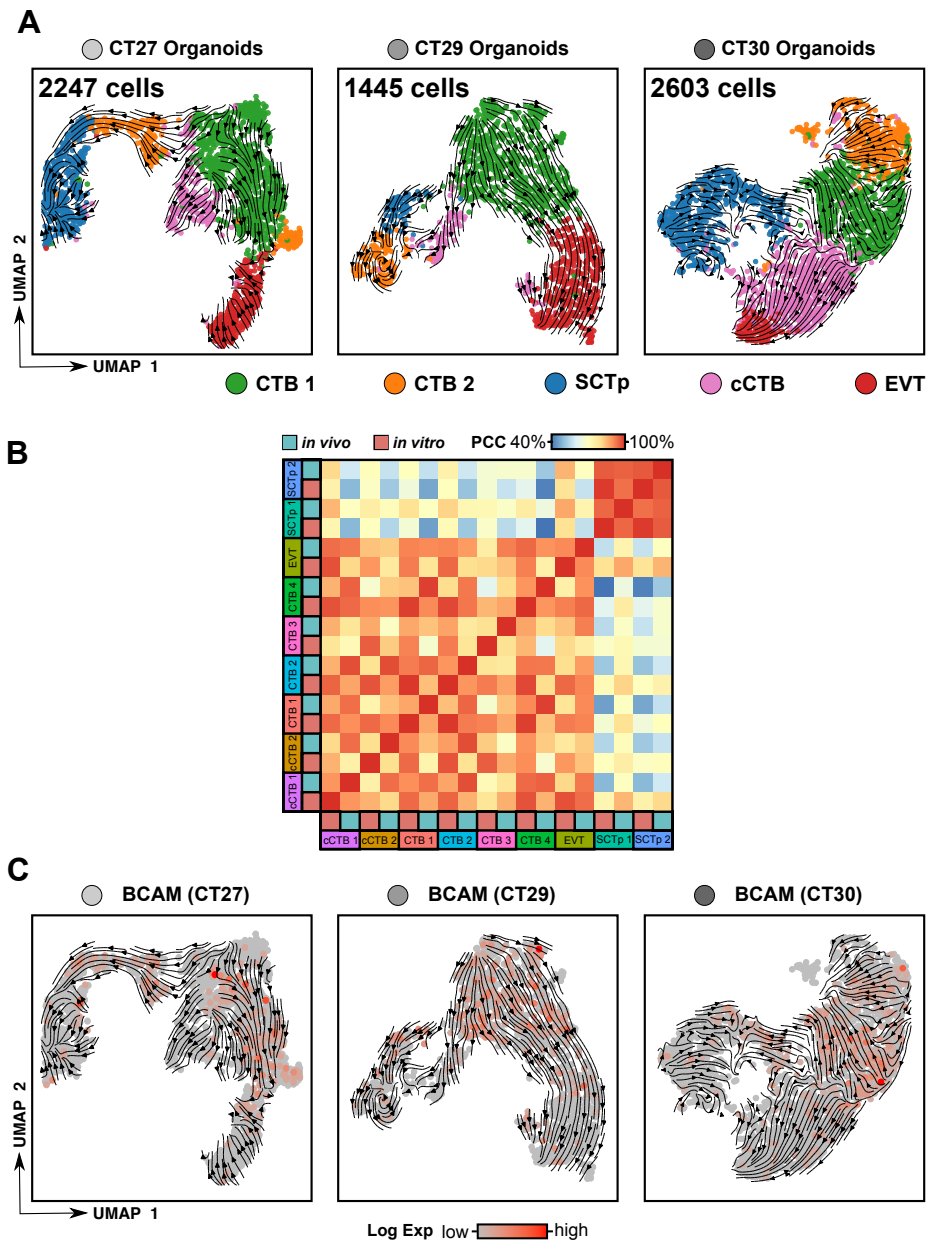 A
CT27 Organoids
CT29 Organoids
CT30 Organoids
2247 cells
1445 cells
2603 cells
UMAP 2
UMAP 1
CTB 1
CTB 2
SCTp
cCTB
EVT
B
in vivo
in vitro
PCC 40% 100%
SCTp 2
SCTp 1
EVT
CTB 4
CTB 3
CTB 2
CTB 1
cCTB 2
cCTB 1
cCTB 1 cCTB 2 CTB 1 CTB 2 CTB 3 CTB 4 EVT SCTp 1 SCTp 2
C
BCAM (CT27)
BCAM (CT29)
BCAM (CT30)
UMAP 2
UMAP 1
Log Exp low high